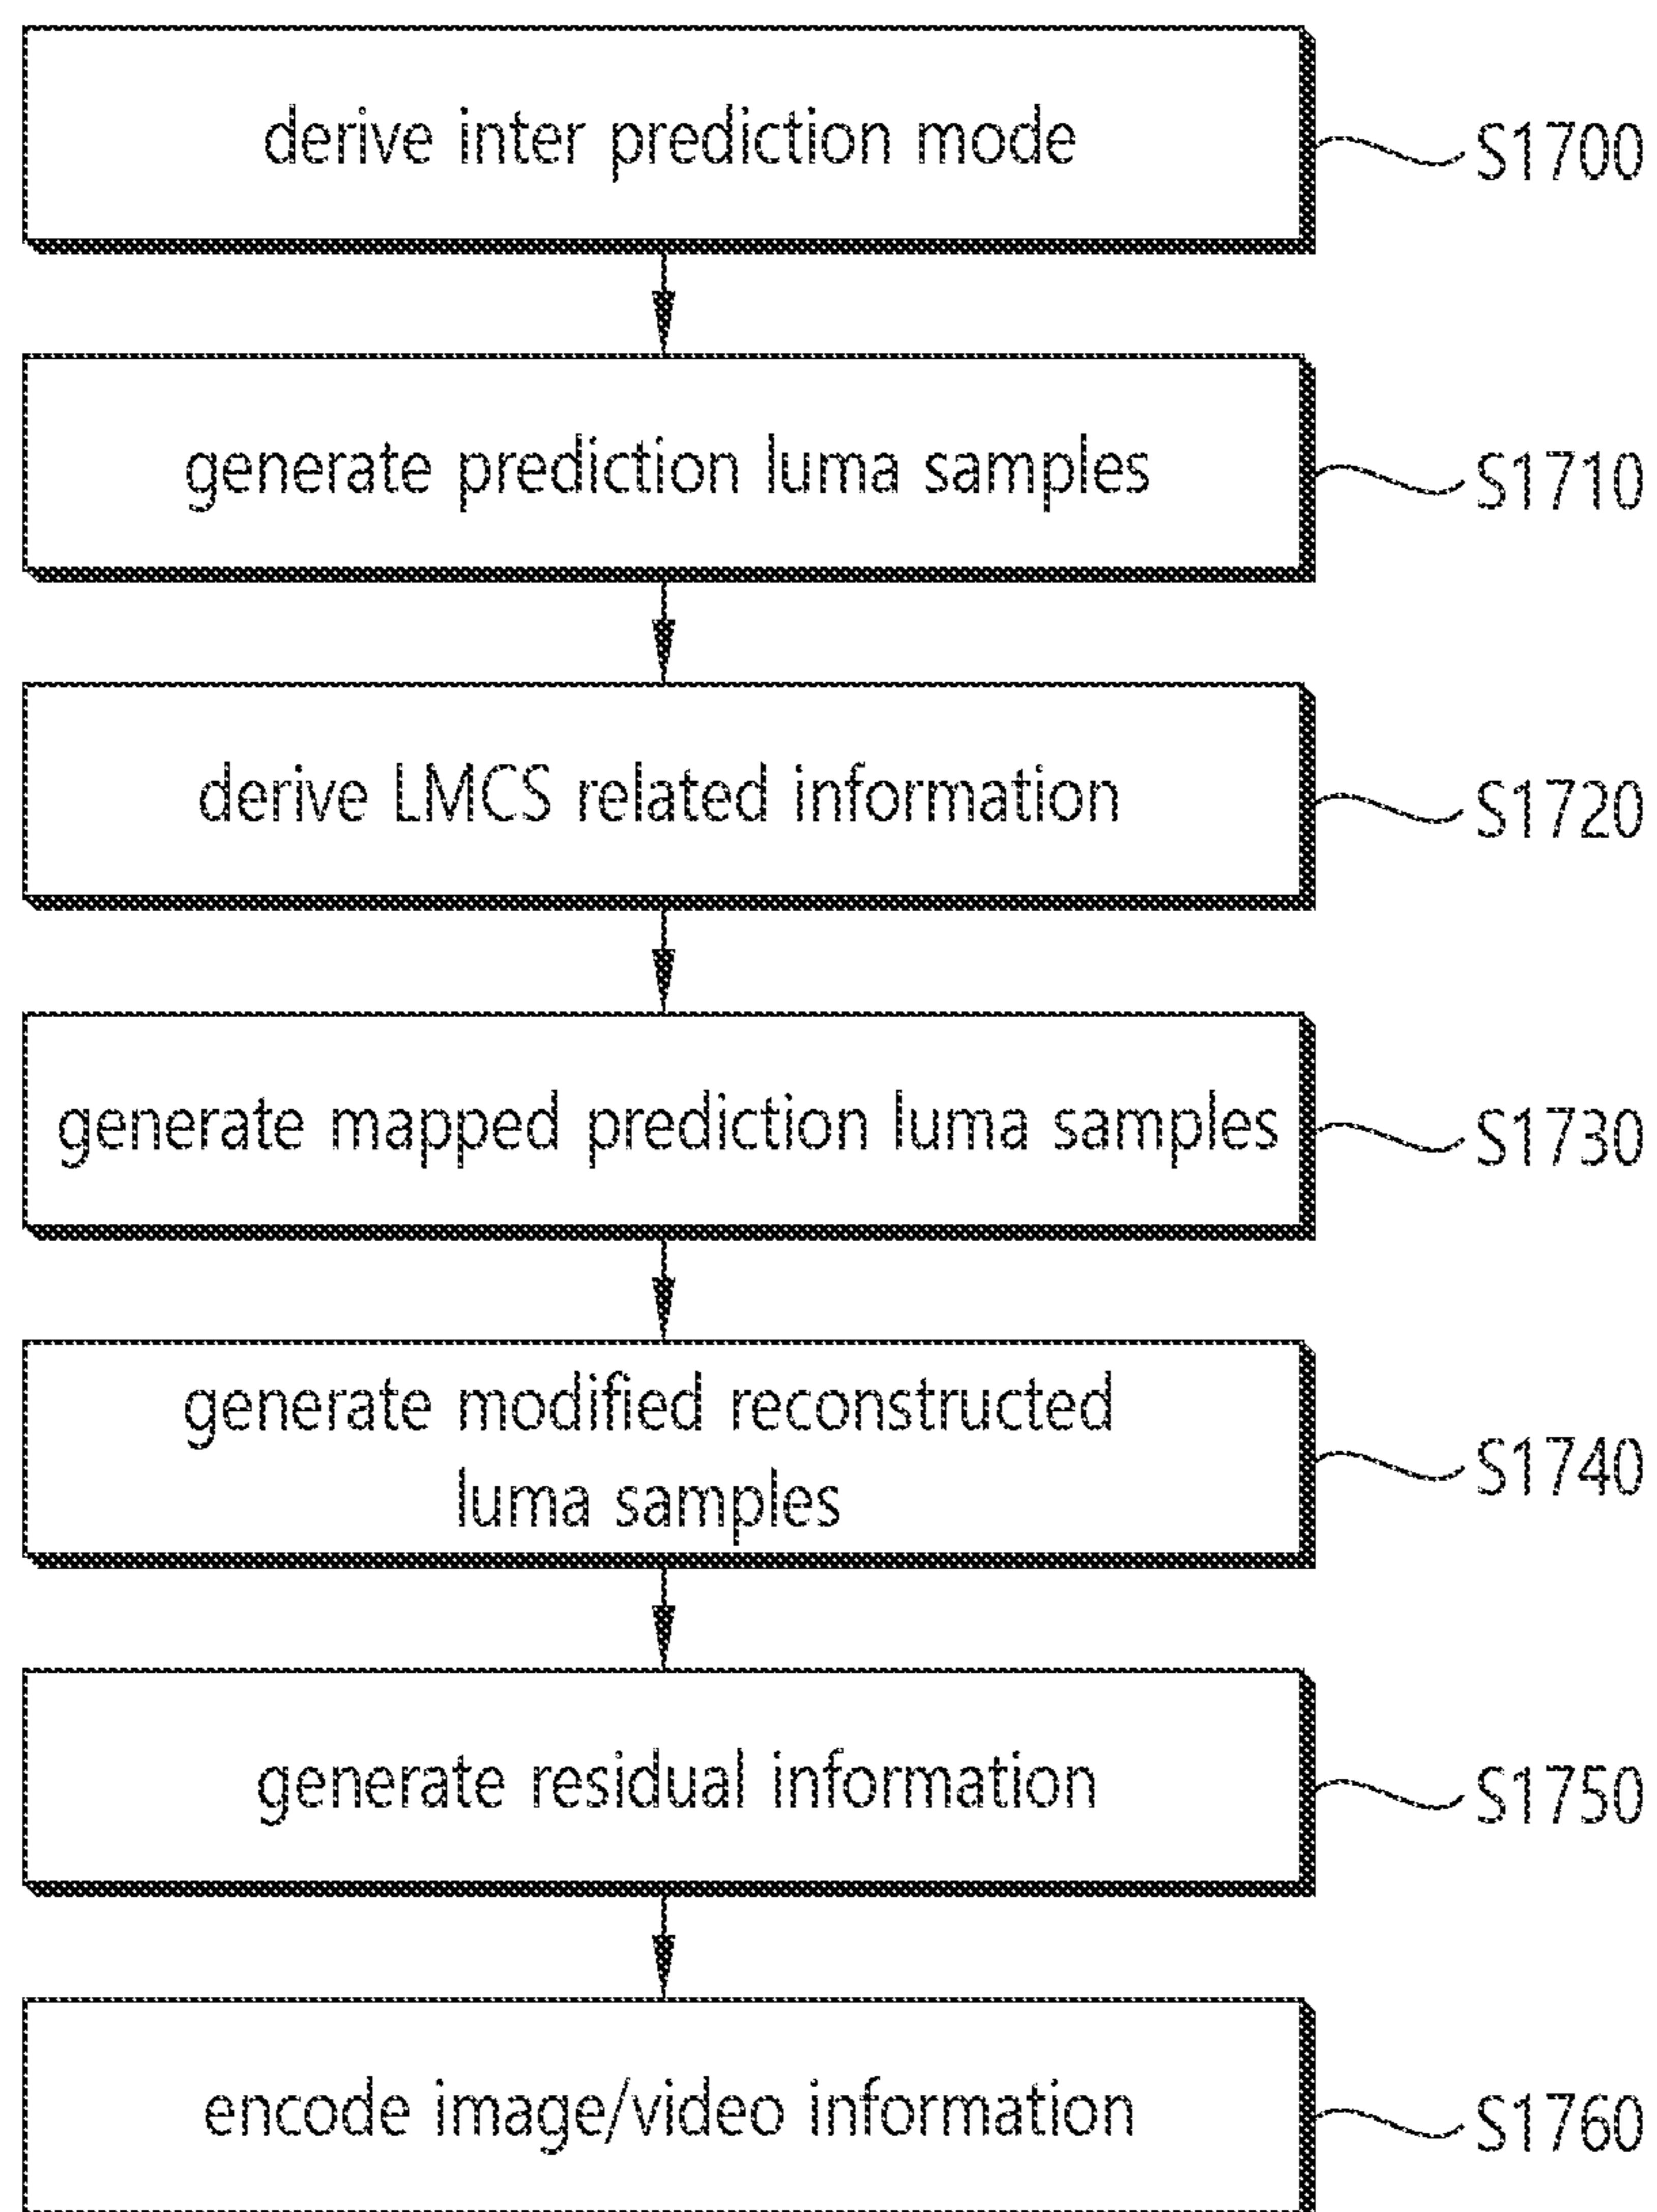 derive inter prediction mode
S1700
generate prediction luma samples
S1710
derive LMCS related information
S1720
generate mapped prediction luma samples
S1730
generate modified reconstructed
luma samples
S1740
generate residual information
S1750
encode image/video information
S1760